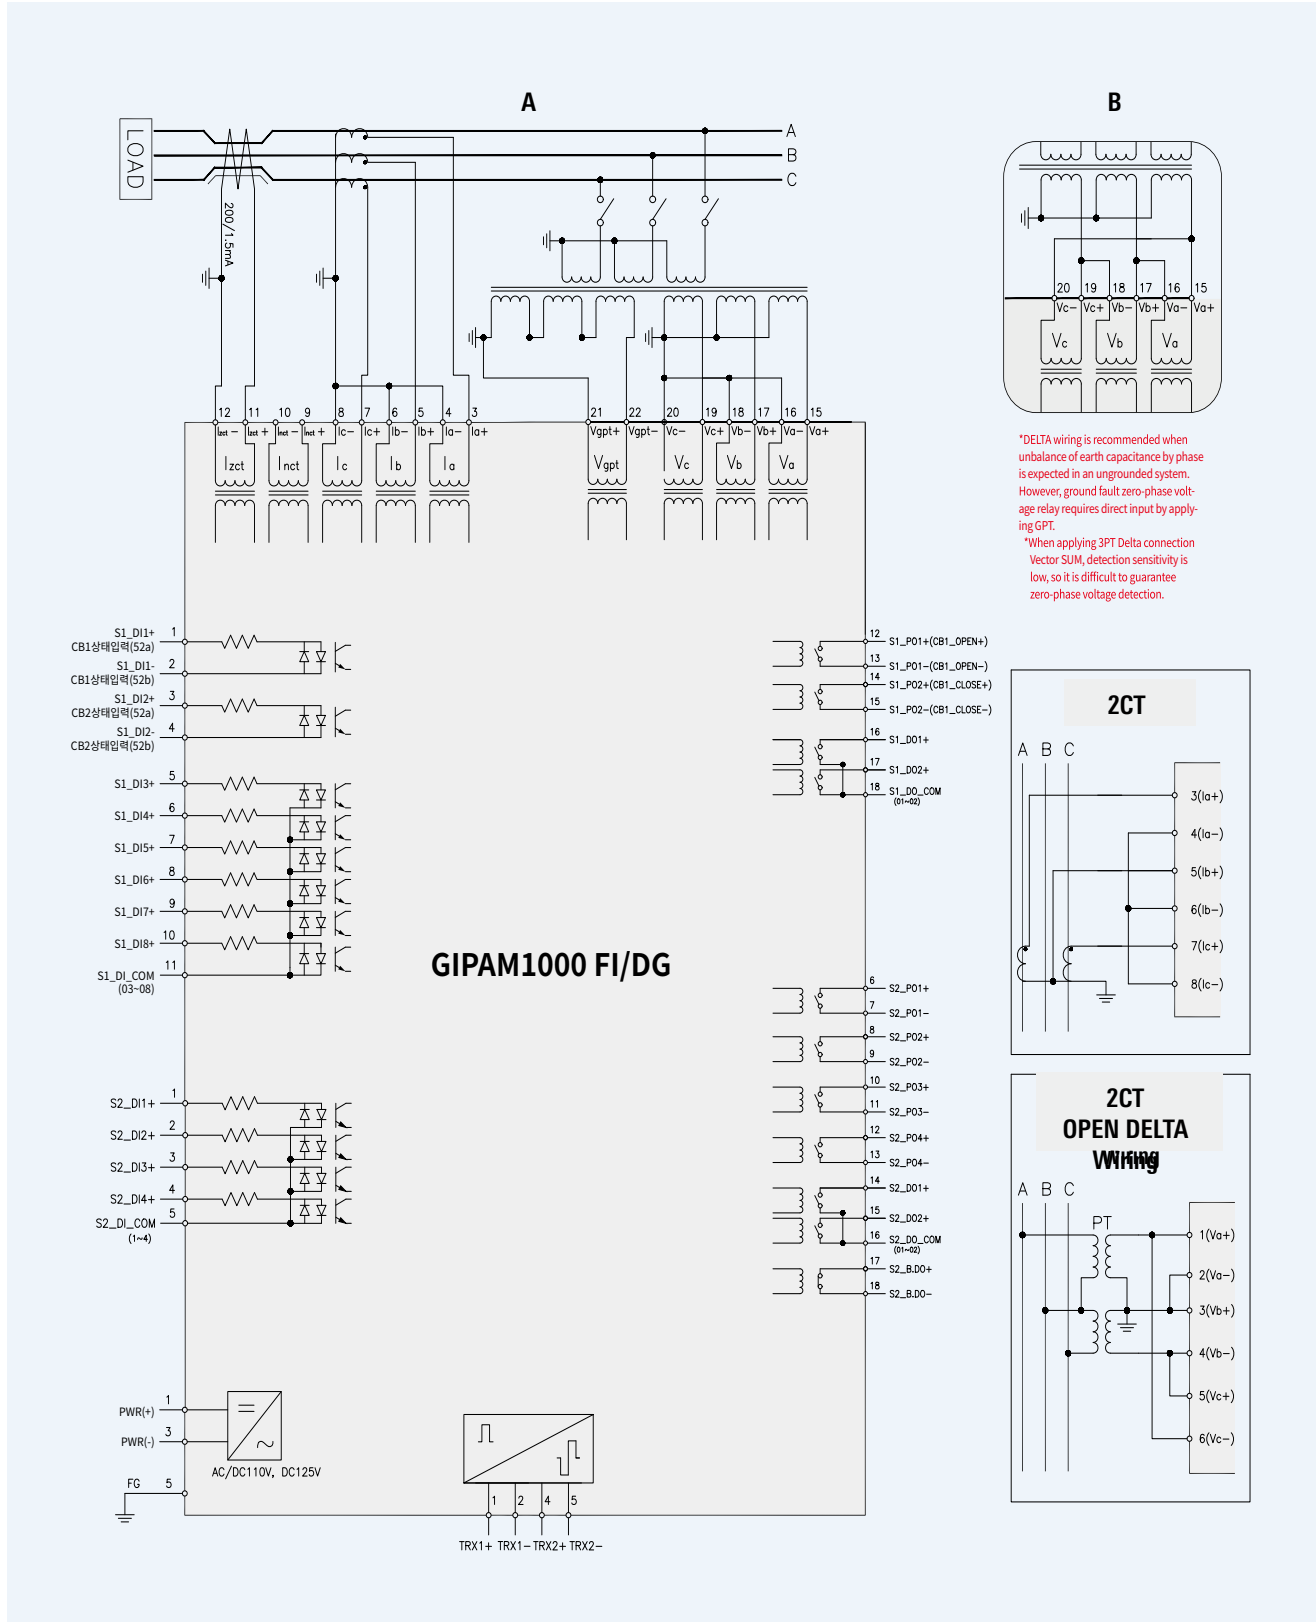 A
B
LOAD
A
B
C
200/1.5mA
12
11
10
9
8
7
6
5
4
3
21
22
20
19
18
17
16
15
Izct -
Izct +
Inct -
Inct +
Ic-
Ic+
Ib-
Ib+
Ia-
Ia+
Vgpt+
Vgpt-
Vc-
Vc+
Vb-
Vb+
Va-
Va+
Izct
Inct
Ic
Ib
Ia
Vgpt
Vc
Vb
Va
20
19
18
17
16
15
Vc-
Vc+
Vb-
Vb+
Va-
Va+
Vc
Vb
Va
*DELTA wiring is recommended when
unbalance of earth capacitance by phase
is expected in an ungrounded system.
However, ground fault zero-phase volt-
age relay requires direct input by apply-
ing GPT.
*When applying 3PT Delta connection
Vector SUM, detection sensitivity is
low, so it is difficult to guarantee
zero-phase voltage detection.
S1_DI1+ 1
CB1상태입력(52a)
S1_DI1- 2
CB1상태입력(52b)
S1_DI2+ 3
CB2상태입력(52a)
S1_DI2- 4
CB2상태입력(52b)
S1_DI3+ 5
S1_DI4+ 6
S1_DI5+ 7
S1_DI6+ 8
S1_DI7+ 9
S1_DI8+ 10
S1_DI_COM 11
(03~08)
S2_DI1+ 1
S2_DI2+ 2
S2_DI3+ 3
S2_DI4+ 4
S2_DI_COM 5
(1~4)
PWR(+) 1
PWR(-) 3
AC/DC110V, DC125V
FG 5
GIPAM1000 FI/DG
12 S1_PO1+(CB1_OPEN+)
13 S1_PO1-(CB1_OPEN-)
14 S1_PO2+(CB1_CLOSE+)
15 S1_PO2-(CB1_CLOSE-)
16 S1_DO1+
17 S1_DO2+
18 S1_DO_COM
(01~02)
6 S2_PO1+
7 S2_PO1-
8 S2_PO2+
9 S2_PO2-
10 S2_PO3+
11 S2_PO3-
12 S2_PO4+
13 S2_PO4-
14 S2_DO1+
15 S2_DO2+
16 S2_DO_COM
(01~02)
17 S2_B.DO+
18 S2_B.DO-
1 2 4 5
TRX1+ TRX1- TRX2+ TRX2-
2CT
A B C
3(Ia+)
4(Ia-)
5(Ib+)
6(Ib-)
7(Ic+)
8(Ic-)
2CT
OPEN DELTA
Wiring
A B C
PT
1(Va+)
2(Va-)
3(Vb+)
4(Vb-)
5(Vc+)
6(Vc-)